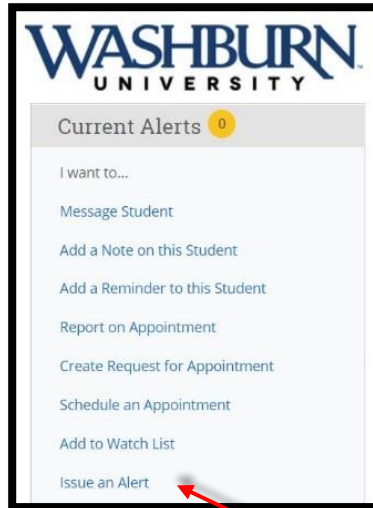 WASHBURN
UNIVERSITY
Current Alerts 0
I want to...
Message Student
Add a Note on this Student
Add a Reminder to this Student
Report on Appointment
Create Request for Appointment
Schedule an Appointment
Add to Watch List
Issue an Alert